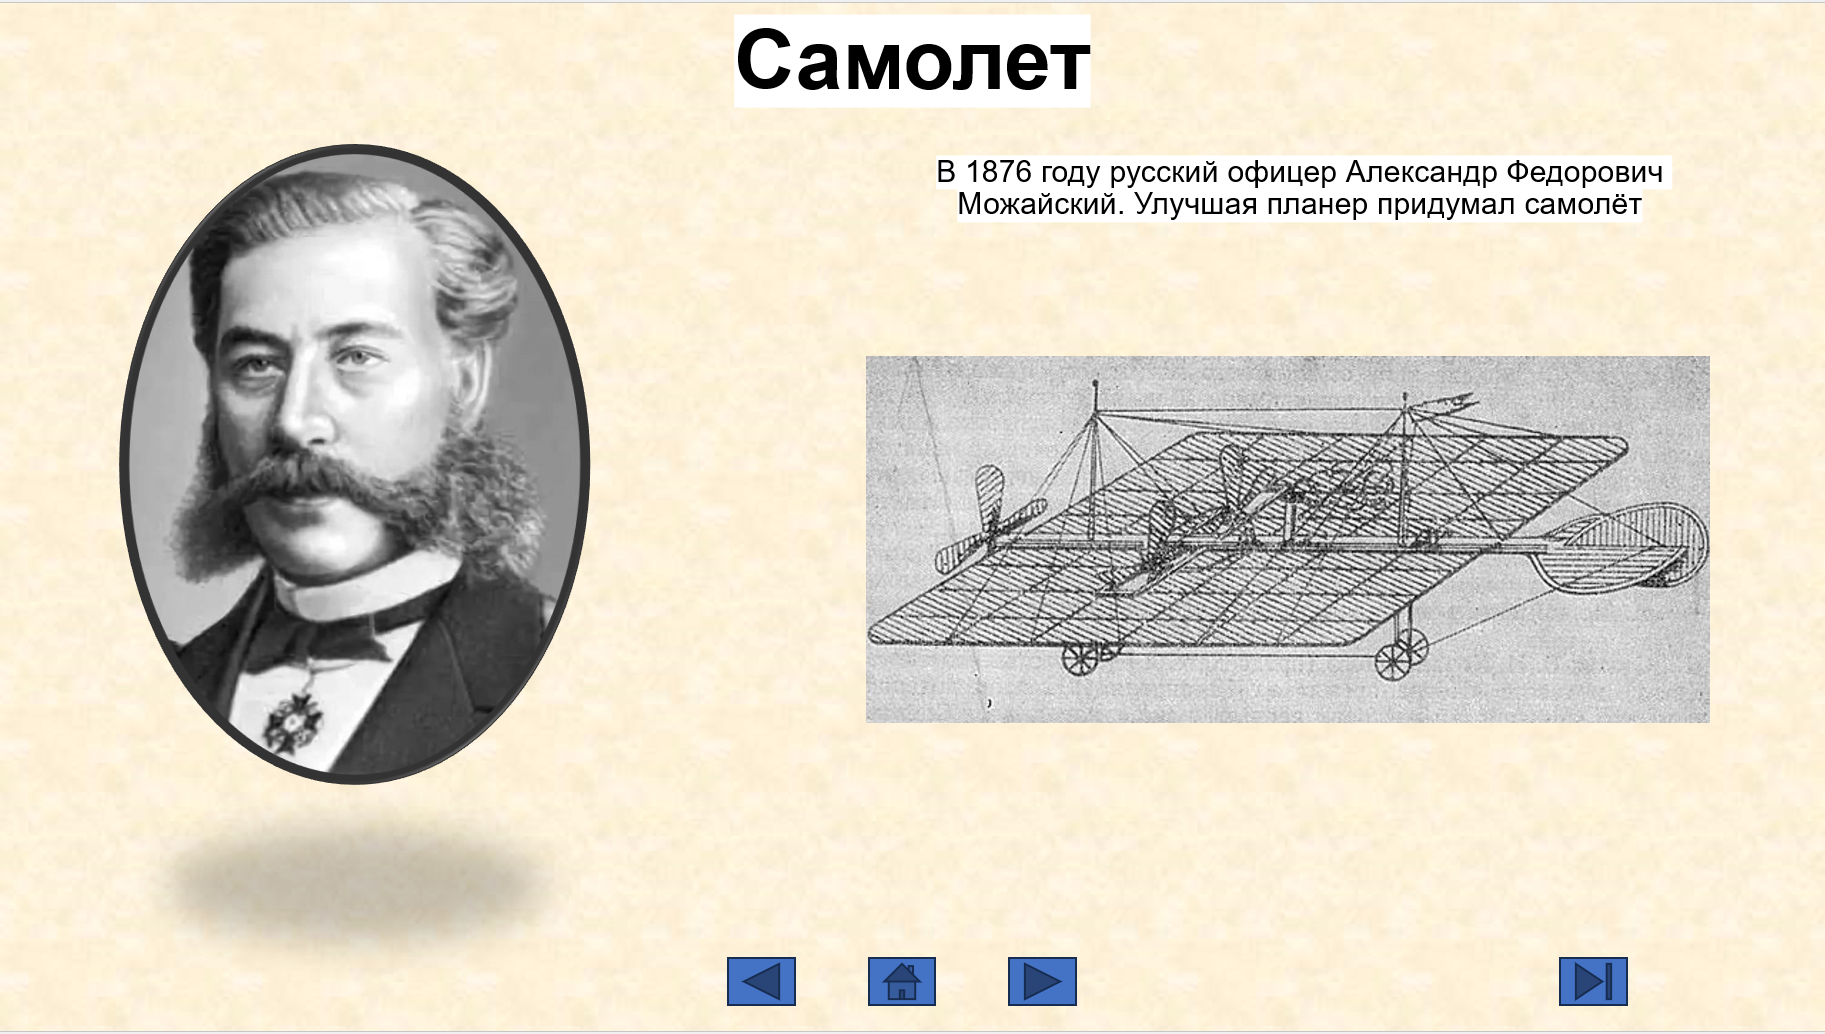 Самолет
В 1876 году русский офицер Александр Федорович
Можайский. Улучшая планер придумал самолёт